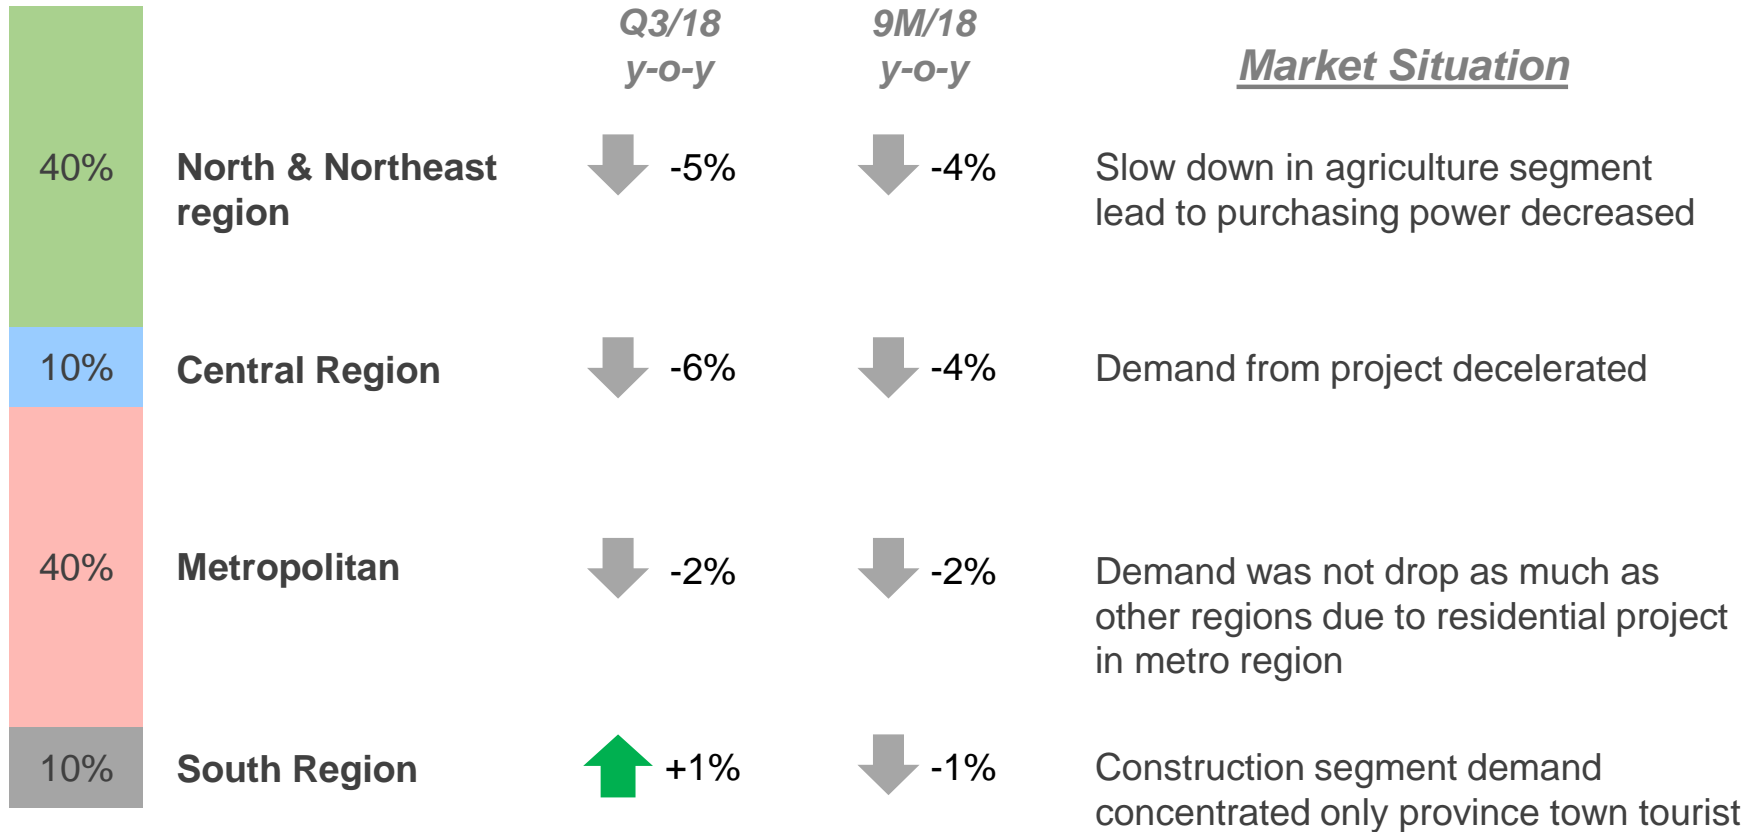 Q3/18
y-o-y
9M/18
y-o-y
Market Situation
40%
North & Northeast
region
-5%
-4%
Slow down in agriculture segment
lead to purchasing power decreased
10%
Central Region
-6%
-4%
Demand from project decelerated
40%
Metropolitan
-2%
-2%
Demand was not drop as much as
other regions due to residential project
in metro region
10%
South Region
+1%
-1%
Construction segment demand
concentrated only province town tourist